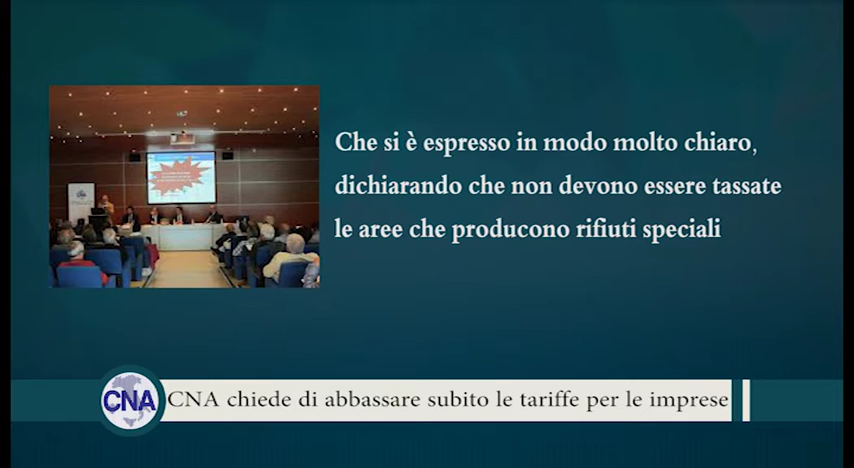 Che si è espresso in modo molto chiaro,
dichiarando che non devono essere tassate
le aree che producono rifiuti speciali
CNA
CNA chiede di abbassare subito le tariffe per le imprese